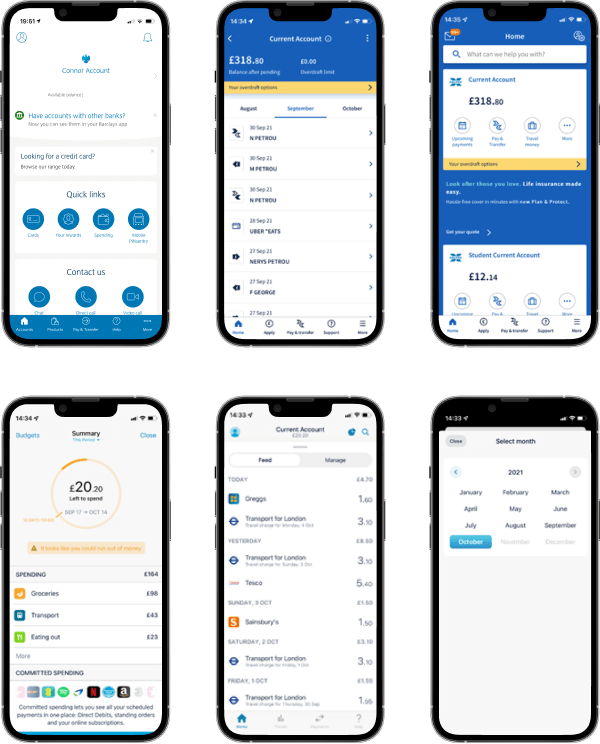 19:51
Connor Account
Available balance
Have accounts with other banks?
Now you can see them in your Barclays app
Looking for a credit card?
Browse our range today.
Quick links
Cards
Your rewards
Spending
Mobile
PINsentry
Contact us
Chat
Direct call
Video call
Accounts
Products
Pay & Transfer
Help
More
14:34
Current Account
£318.80
£0.00
Balance after pending
Overdraft limit
Your overdraft options
August
September
October
30 Sep 21
N PETROU
30 Sep 21
M PETROU
30 Sep 21
N PETROU
28 Sep 21
UBER *EATS
27 Sep 21
NERYS PETROU
27 Sep 21
F GEORGE
27 Sep 21
Home
Apply
Pay & transfer
Support
More
14:35
Home
What can we help you with?
Current Account
£318.80
Upcoming
payments
Pay &
Transfer
Travel
money
More
Your overdraft options
Look after those you love. Life insurance made
easy.
Hassle-free cover in minutes with new Plan & Protect.
Get your quote
Student Current Account
£12.14
Upcoming
Pay &
Travel
More
Home
Apply
Pay & transfer
Support
More
14:34
Budgets
Summary
Close
This Period
£20.20
Left to spend
SEP 17 → OCT 14
It looks like you could run out of money
SPENDING
£164
Groceries
£98
Transport
£43
Eating out
£23
More
COMMITTED SPENDING
Committed spending lets you see all your scheduled
payments in one place: Direct Debits, standing orders
and your online subscriptions.
14:33
Current Account
£20.20
Feed
Manage
TODAY
£4.70
Greggs
1.60
Transport for London
Travel charge for Monday, 4 Oct
3.10
YESTERDAY
£8.50
Transport for London
Travel charge for Sunday, 3 Oct
3.10
Tesco
5.40
SUNDAY, 3 OCT
£1.50
Sainsbury's
1.50
SATURDAY, 2 OCT
£3.10
Transport for London
Travel charge for Friday, 1 Oct
3.10
FRIDAY, 1 OCT
£1.55
Transport for London
Travel charge for Thursday, 30 Sep
1.55
Home
Payments
Help
14:33
Close
Select month
2021
January
February
March
April
May
June
July
August
September
October
November
December